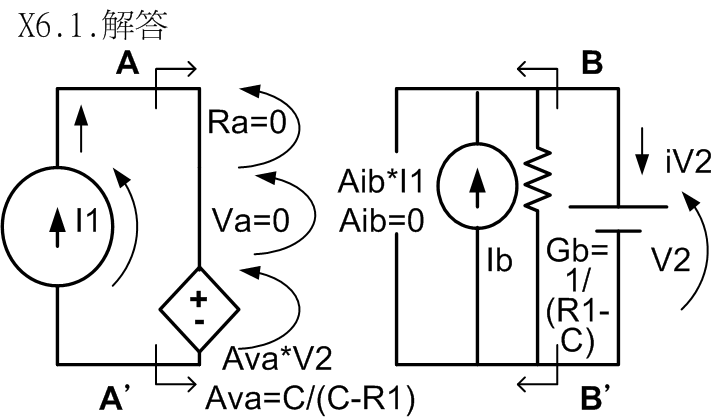 X6.1.解答
A
B
Ra=0
I1
Va=0
Ava*V2
A'
Ava=C/(C-R1)
Aib*I1
Aib=0
Ib
Gb=
1/
(R1-
C)
iV2
V2
B'
+
-